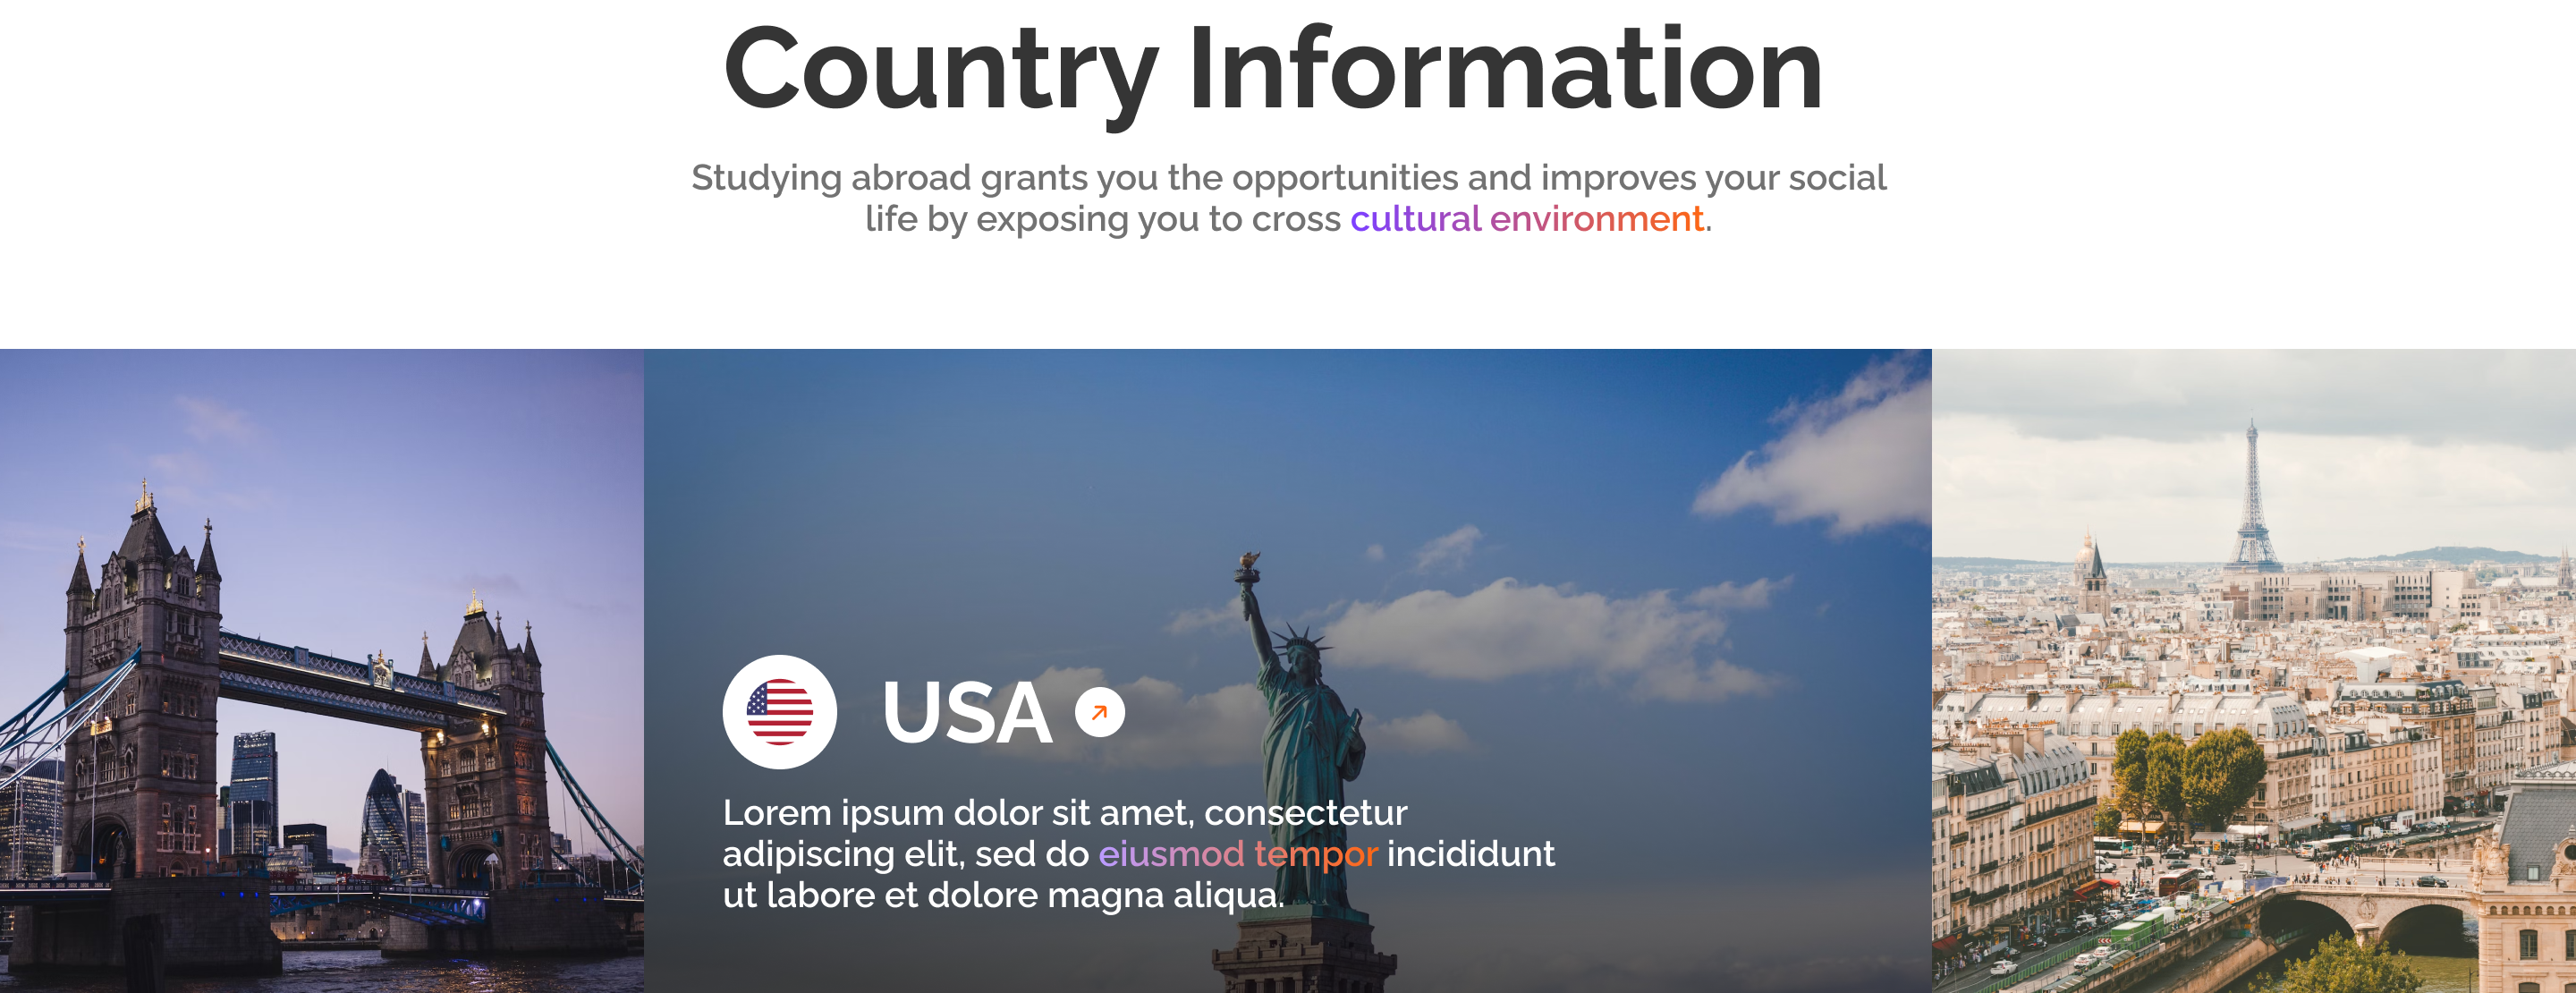 Country Information
Studying abroad grants you the opportunities and improves your social
life by exposing you to cross cultural environment.
USA
Lorem ipsum dolor sit amet, consectetur
adipiscing elit, sed do eiusmod tempor incididunt
ut labore et dolore magna aliqua.